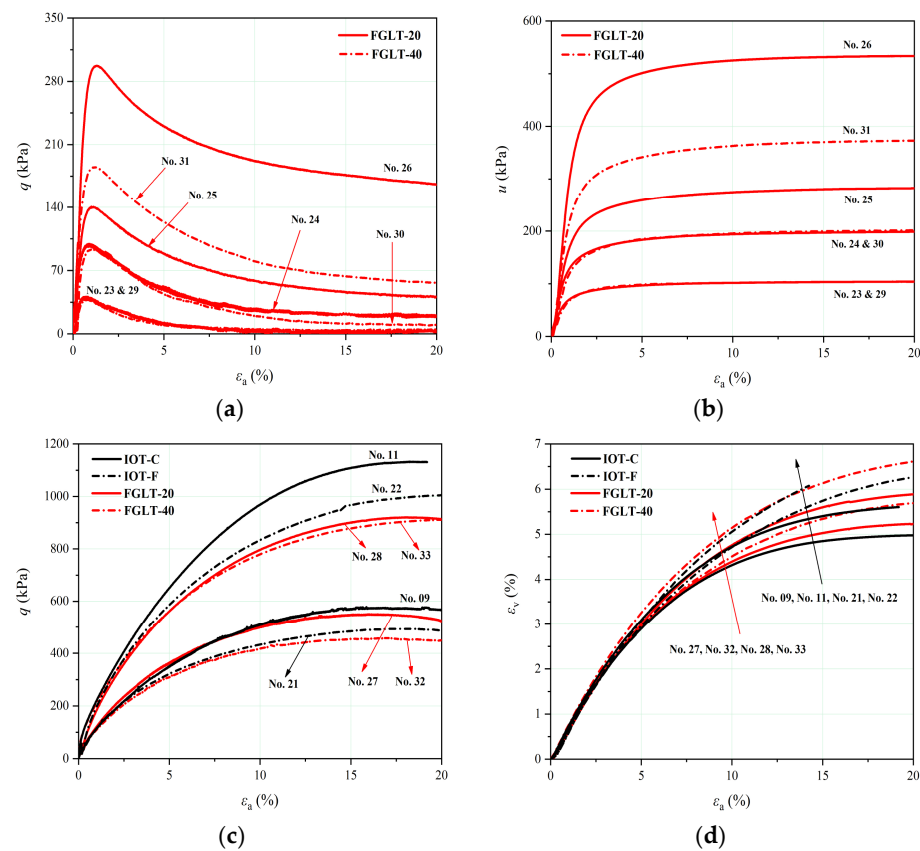 FGLT-20
FGLT-40
No. 31
No. 26
No. 25
No. 24
No. 30
No. 23 & 29
350
280
210
140
70
0
0
5
10
15
20
q (kPa)
εa (%)
(a)
FGLT-20
FGLT-40
No. 26
No. 31
No. 25
No. 24 & 30
No. 23 & 29
600
400
200
0
0
5
10
15
20
u (kPa)
εa (%)
(b)
IOT-C
IOT-F
FGLT-20
FGLT-40
No. 11
No. 22
No. 28
No. 33
No. 09
No. 21
No. 27
No. 32
1200
1000
800
600
400
200
0
0
5
10
15
20
q (kPa)
εa (%)
(c)
IOT-C
IOT-F
FGLT-20
FGLT-40
No. 09, No. 11, No. 21, No. 22
No. 27, No. 32, No. 28, No. 33
7
6
5
4
3
2
1
0
0
5
10
15
20
εv (%)
εa (%)
(d)